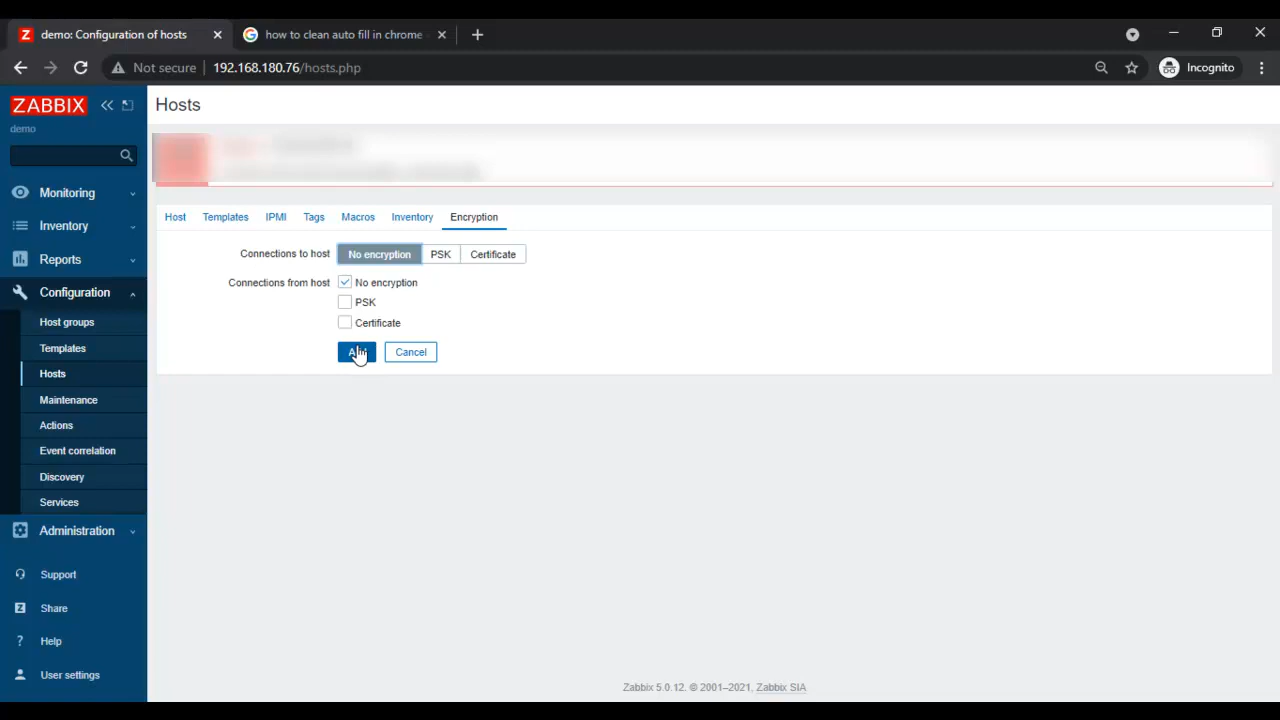 demo: Configuration of hosts
how to clean auto fill in chrome
Not secure 192.168.180.76/hosts.php
Incognito
ZABBIX
demo
Monitoring
Inventory
Reports
Configuration
Host groups
Templates
Hosts
Maintenance
Actions
Event correlation
Discovery
Services
Administration
Support
Share
Help
User settings
Hosts
Host Templates IPMI Tags Macros Inventory Encryption
Connections to host No encryption PSK Certificate
Connections from host No encryption
PSK
Certificate
Cancel
Zabbix 5.0.12. © 2001–2021, Zabbix SIA